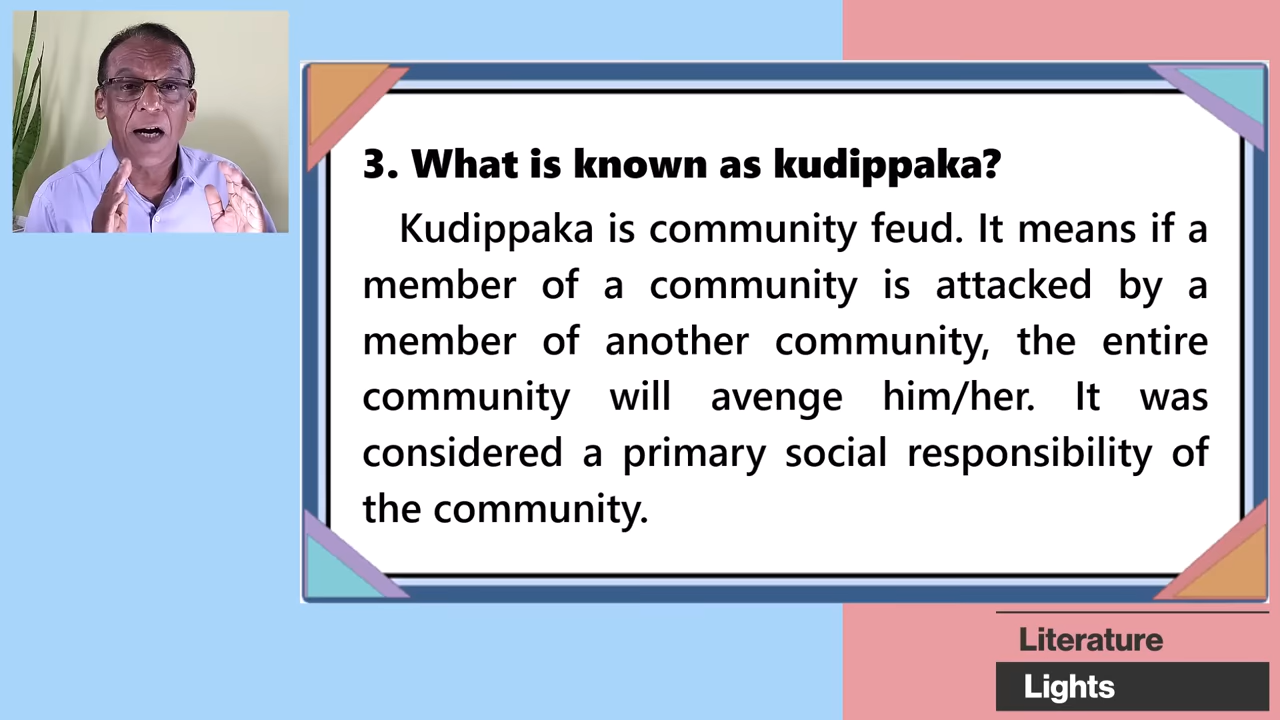 3. What is known as kudippaka?
Kudippaka is community feud. It means if a
member of a community is attacked by a
member of another community, the entire
community will avenge him/her. It was
considered a primary social responsibility of
the community.
Literature
Lights